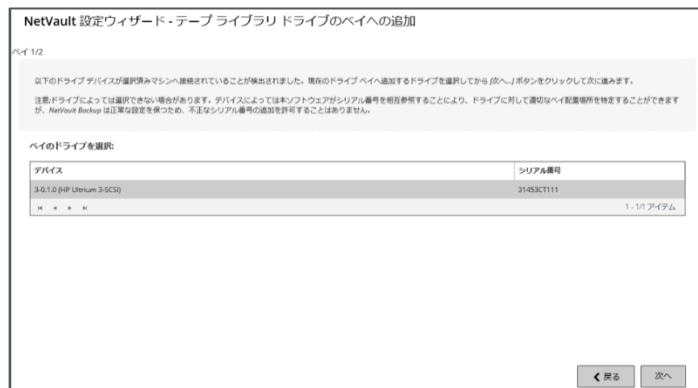 NetVault 設定ウィザード - テープ ライブラリ ドライブのベイへの追加
ベイ 1/2
以下のドライブ デバイスが選択済みマシンへ接続されていることが検出されました。現在のドライブ ベイへ追加するドライブを選択してから [次へ...] ボタンをクリックして次に進みます。
注意:ドライブによっては選択できない場合があります。デバイスによっては本ソフトウェアがシリアル番号を相互参照することにより、ドライブに対して適切なベイ配置場所を特定することができます
が、NetVault Backup は正常な設定を保つため、不正なシリアル番号の追加を許可することはありません。
ベイのドライブを選択:
デバイス シリアル番号
3-0.1.0 (HP Ultrium 3-SCSI) 31453CT111
1 - 1/1 アイテム
戻る 次へ